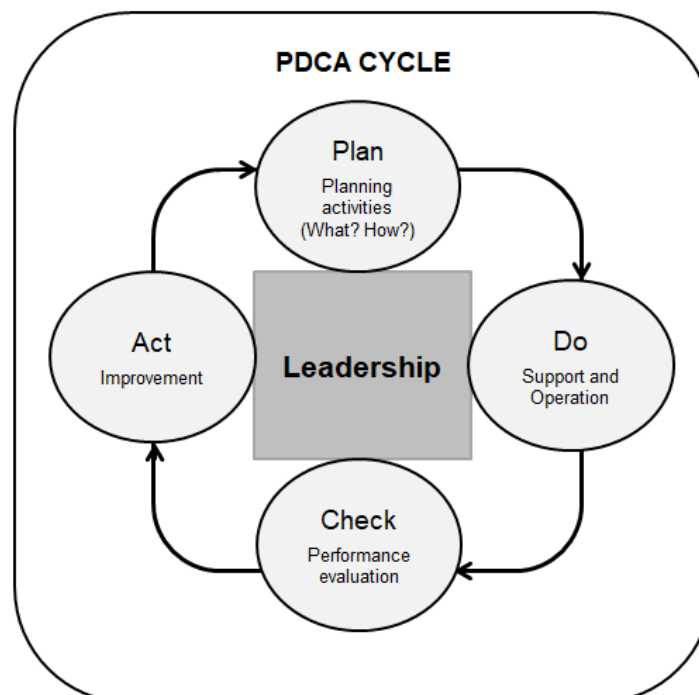 PDCA CYCLE
Plan
Planning
activities
(What? How?)
Act
Improvement
Leadership
Do
Support and
Operation
Check
Performance
evaluation